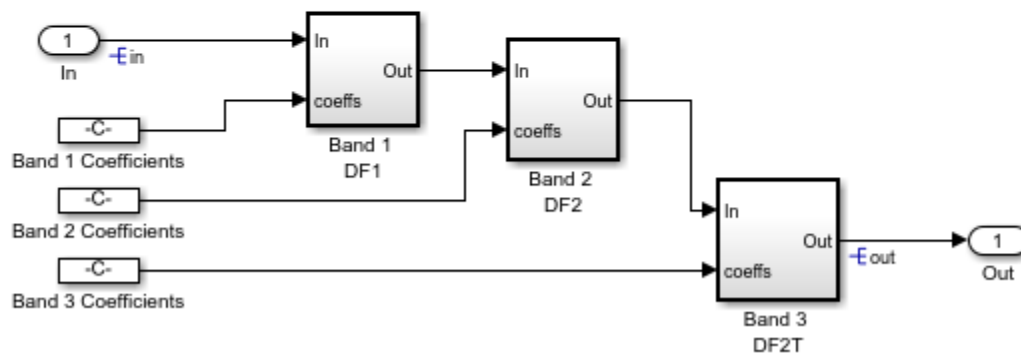 1
In
in
-C-
Band 1 Coefficients
-C-
Band 2 Coefficients
-C-
Band 3 Coefficients
In
Out
coeffs
Band 1
DF1
In
Out
coeffs
Band 2
DF2
In
Out
coeffs
Band 3
DF2T
out
1
Out